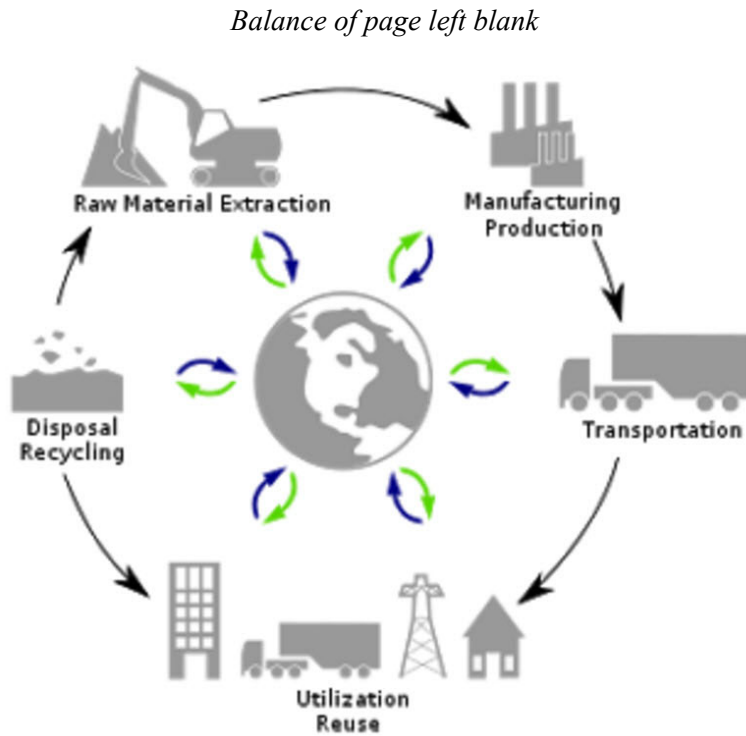 Balance of page left blank
Raw Material Extraction
Manufacturing
Production
Transportation
Disposal
Recycling
Utilization
Reuse